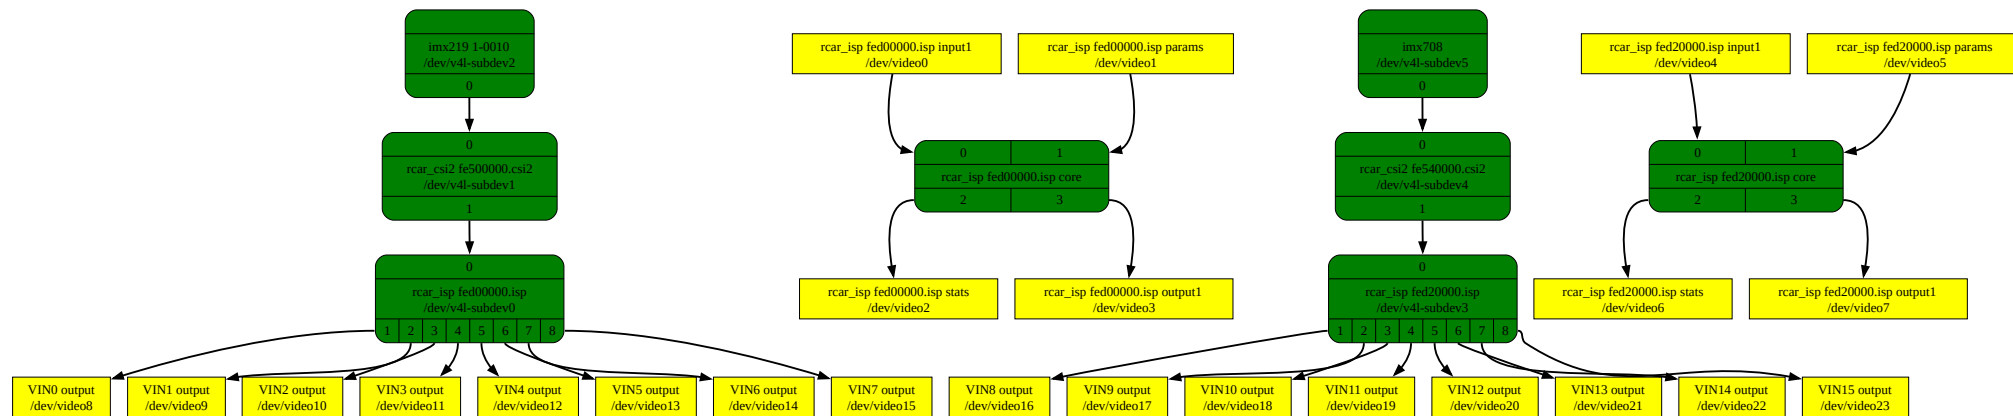 imx219 1-0010
/dev/v4l-subdev2
0
0
rcar_csi2 fe500000.csi2
/dev/v4l-subdev1
1
0
rcar_isp fed00000.isp
/dev/v4l-subdev0
1 2 3 4 5 6 7 8
VIN0 output
/dev/video8
VIN1 output
/dev/video9
VIN2 output
/dev/video10
VIN3 output
/dev/video11
VIN4 output
/dev/video12
VIN5 output
/dev/video13
VIN6 output
/dev/video14
VIN7 output
/dev/video15
rcar_isp fed00000.isp input1
/dev/video0
rcar_isp fed00000.isp params
/dev/video1
0 1
rcar_isp fed00000.isp core
2 3
rcar_isp fed00000.isp stats
/dev/video2
rcar_isp fed00000.isp output1
/dev/video3
imx708
/dev/v4l-subdev5
0
0
rcar_csi2 fe540000.csi2
/dev/v4l-subdev4
1
0
rcar_isp fed20000.isp
/dev/v4l-subdev3
1 2 3 4 5 6 7 8
VIN8 output
/dev/video16
VIN9 output
/dev/video17
VIN10 output
/dev/video18
VIN11 output
/dev/video19
VIN12 output
/dev/video20
VIN13 output
/dev/video21
VIN14 output
/dev/video22
VIN15 output
/dev/video23
rcar_isp fed20000.isp input1
/dev/video4
rcar_isp fed20000.isp params
/dev/video5
0 1
rcar_isp fed20000.isp core
2 3
rcar_isp fed20000.isp stats
/dev/video6
rcar_isp fed20000.isp output1
/dev/video7